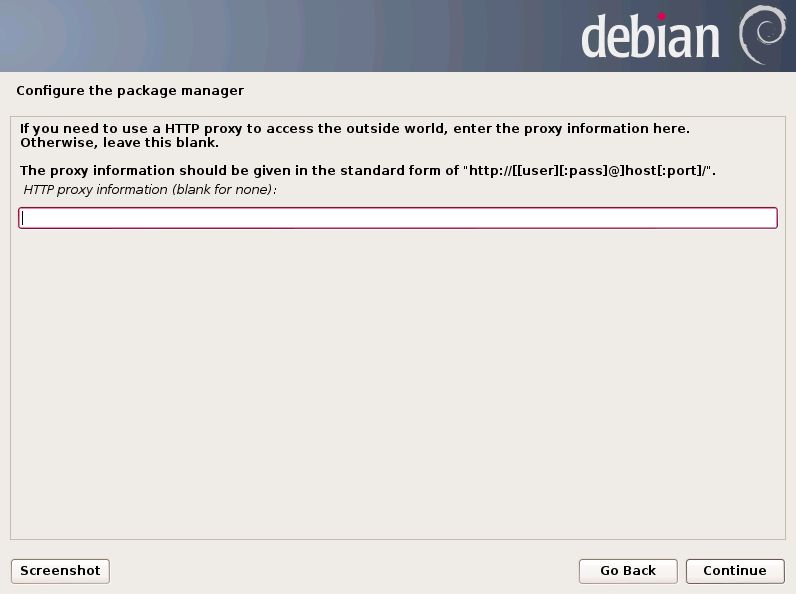 debian
Configure the package manager
If you need to use a HTTP proxy to access the outside world, enter the proxy information here.
Otherwise, leave this blank.
The proxy information should be given in the standard form of "http://[[user][:pass]@]host[:port]/".
HTTP proxy information (blank for none):
Screenshot
Go Back
Continue